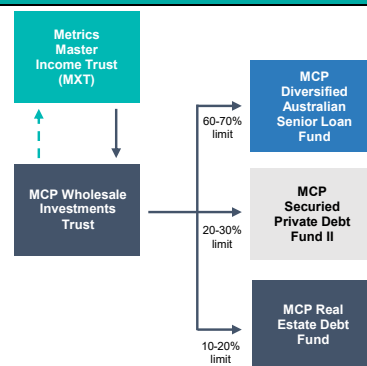 Metrics
Master
Income Trust
(MXT)
MCP Wholesale
Investments
Trust
60-70%
limit
20-30%
limit
10-20%
limit
MCP
Diversified
Australian
Senior Loan
Fund
MCP
Securied
Private Debt
Fund II
MCP Real
Estate Debt
Fund